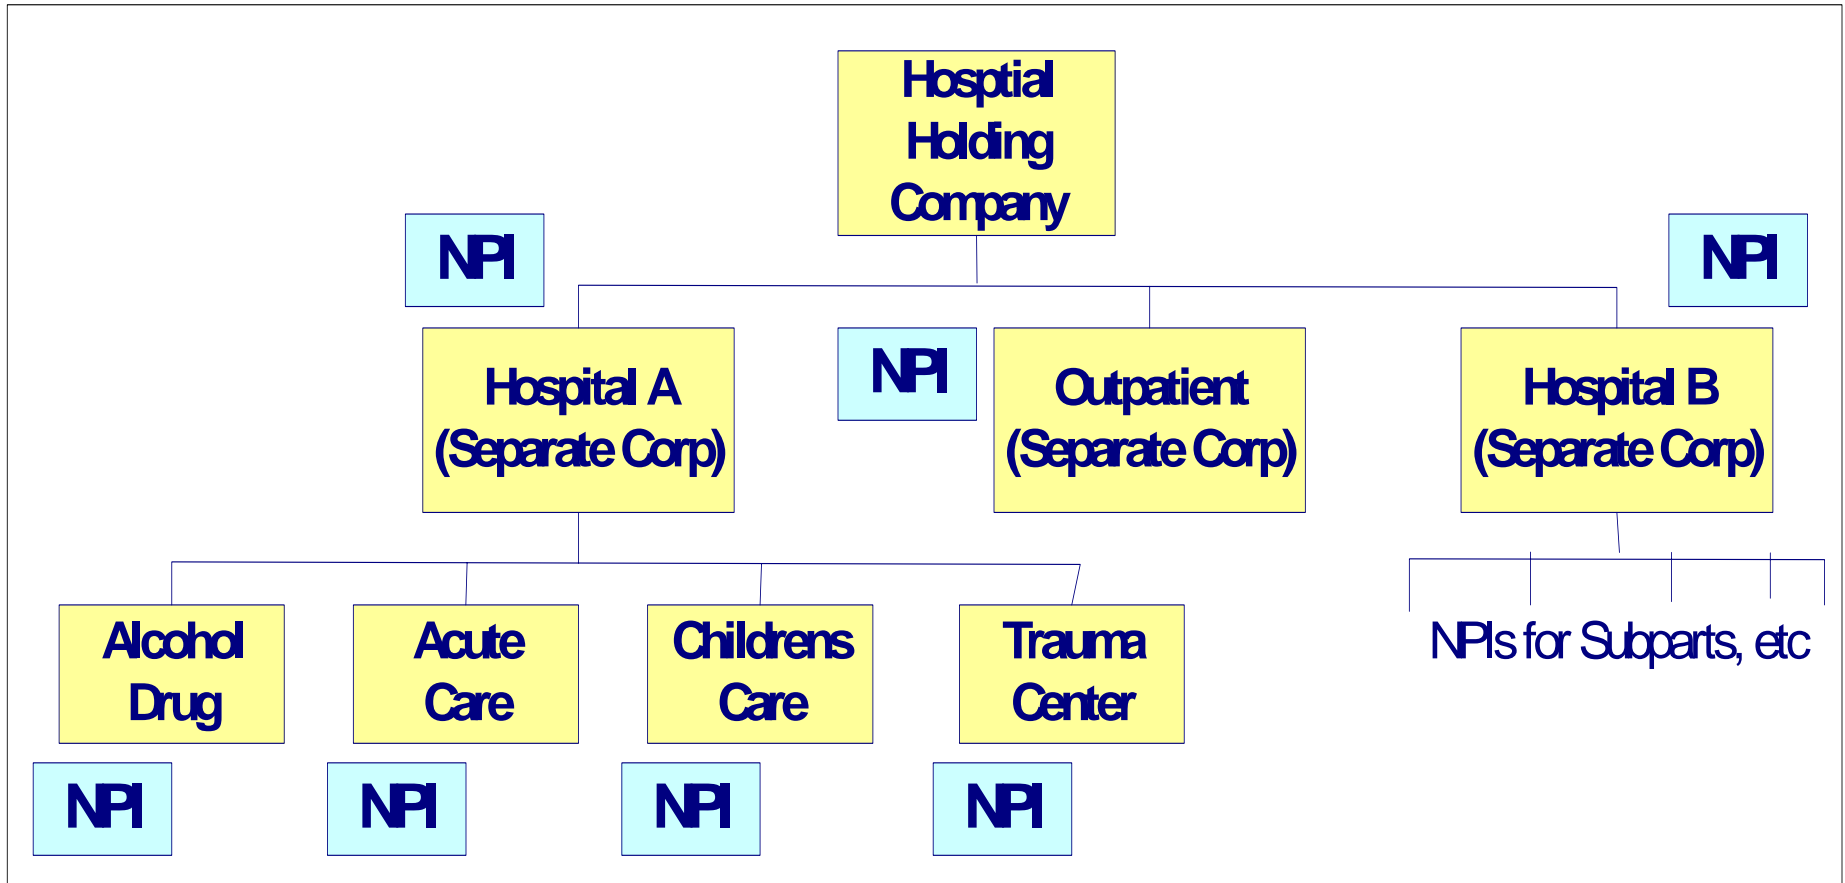 Hosptial
Holding
Company
NPI
NPI
Hospital A
(Separate Corp)
NPI
Outpatient
(Separate Corp)
Hospital B
(Separate Corp)
Alcohol
Drug
Acute
Care
Childrens
Care
Trauma
Center
NPIs for Subparts, etc
NPI
NPI
NPI
NPI